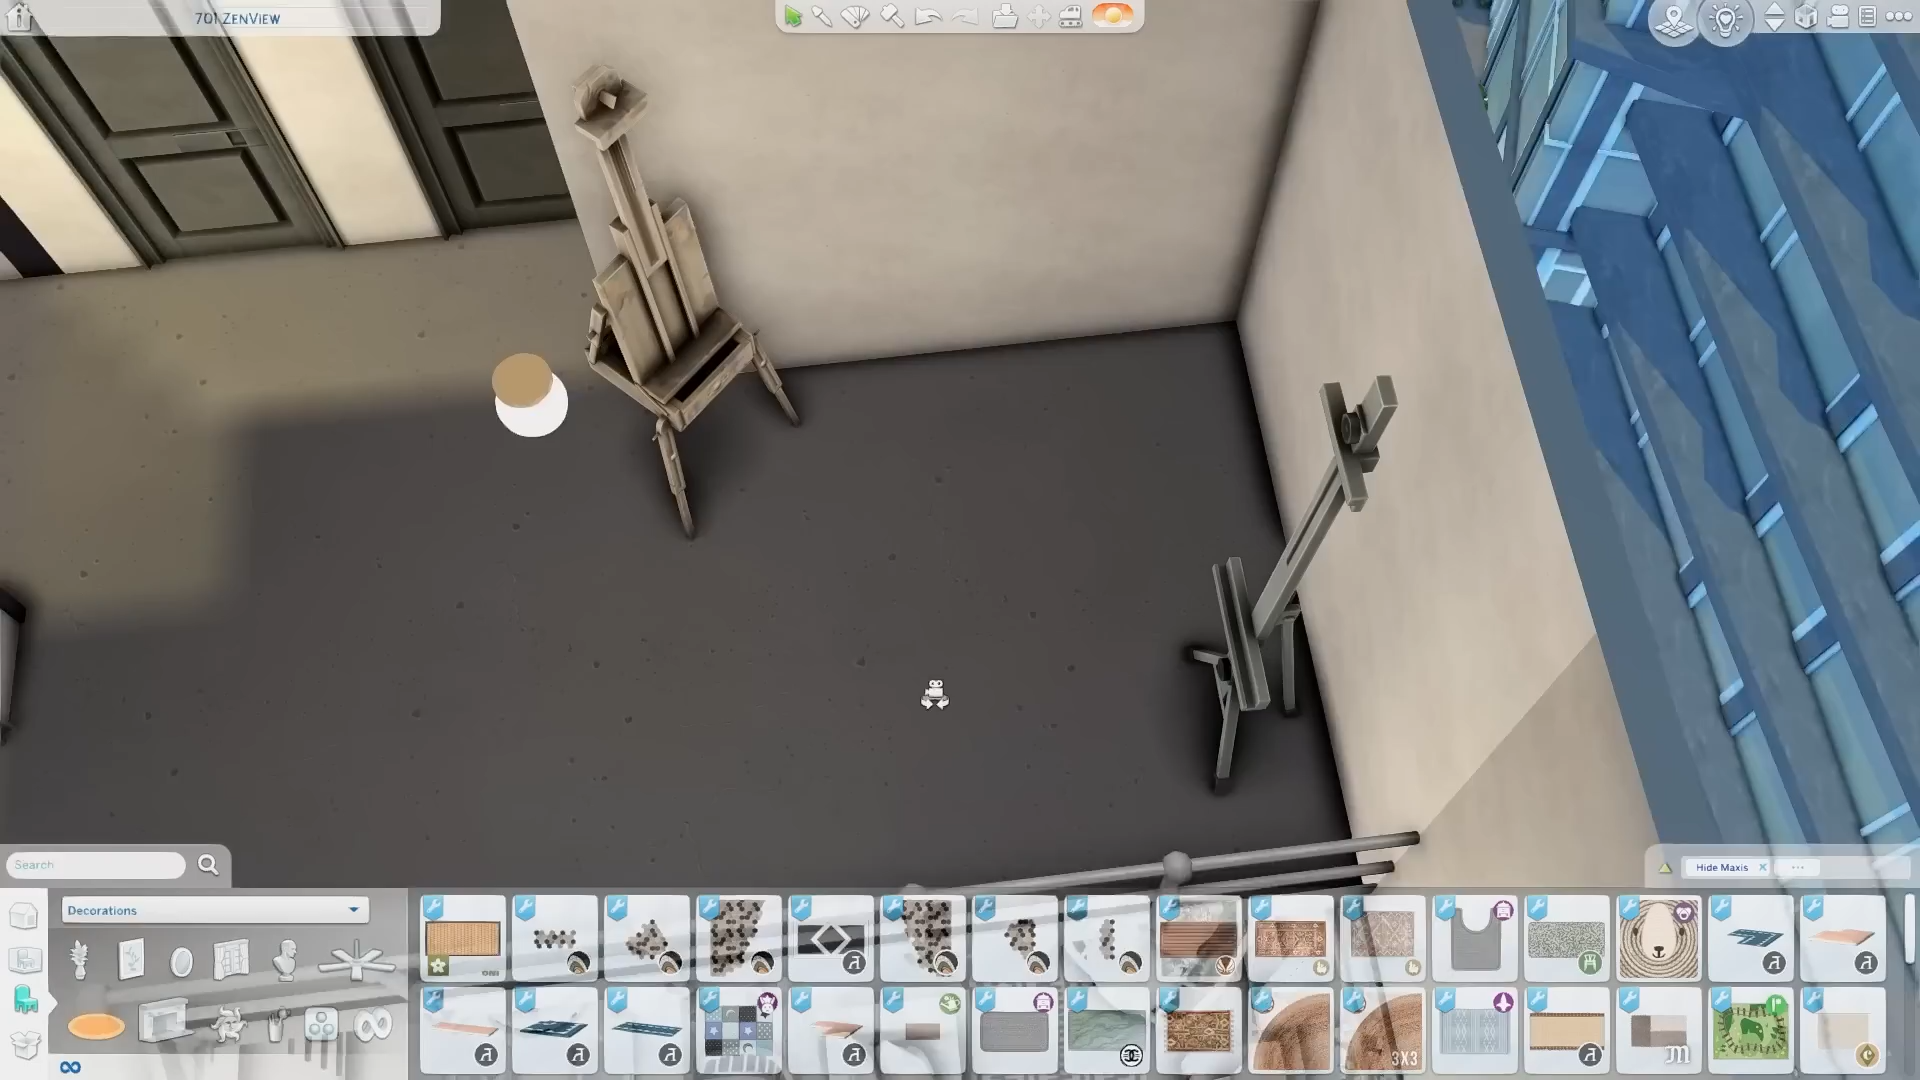 701 ZENVIEW
Search
Hide Maxis
Decorations
3X3